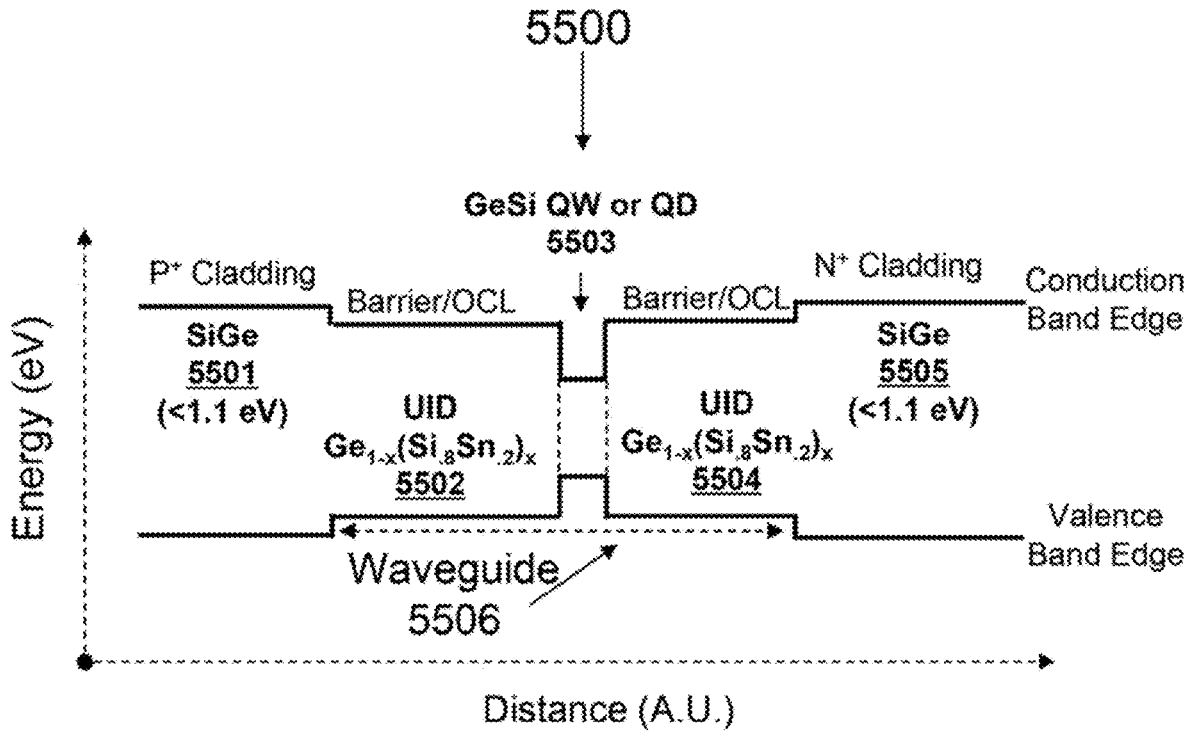 5500
GeSi QW or QD
5503
P⁺ Cladding
N⁺ Cladding
Barrier/OCL
Barrier/OCL
Conduction
Band Edge
SiGe
5501
(<1.1 eV)
SiGe
5505
(<1.1 eV)
UID
Ge₁₋ₓ(Si.₈Sn.₂)ₓ
5502
UID
Ge₁₋ₓ(Si.₈Sn.₂)ₓ
5504
Valence
Band Edge
Waveguide
5506
Energy (eV)
Distance (A.U.)